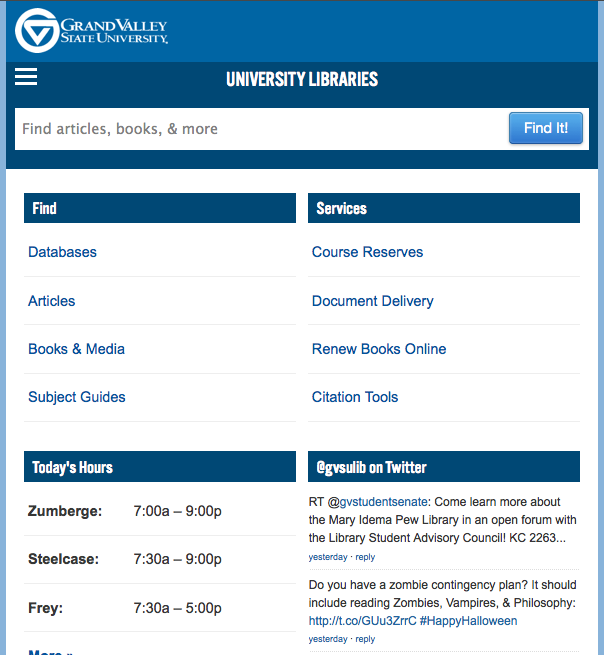 GRANDVALLEY
STATE UNIVERSITY
UNIVERSITY LIBRARIES
Find articles, books, & more
Find It!
Find
Databases
Articles
Books & Media
Subject Guides
Services
Course Reserves
Document Delivery
Renew Books Online
Citation Tools
Today's Hours
Zumberge: 7:00a – 9:00p
Steelcase: 7:30a – 9:00p
Frey: 7:30a – 5:00p
More »
@gvsulib on Twitter
RT @gvstudentsenate: Come learn more about
the Mary Idema Pew Library in an open forum with
the Library Student Advisory Council! KC 2263...
yesterday · reply
Do you have a zombie contingency plan? It should
include reading Zombies, Vampires, & Philosophy:
http://t.co/GUu3ZrrC #HappyHalloween
yesterday · reply